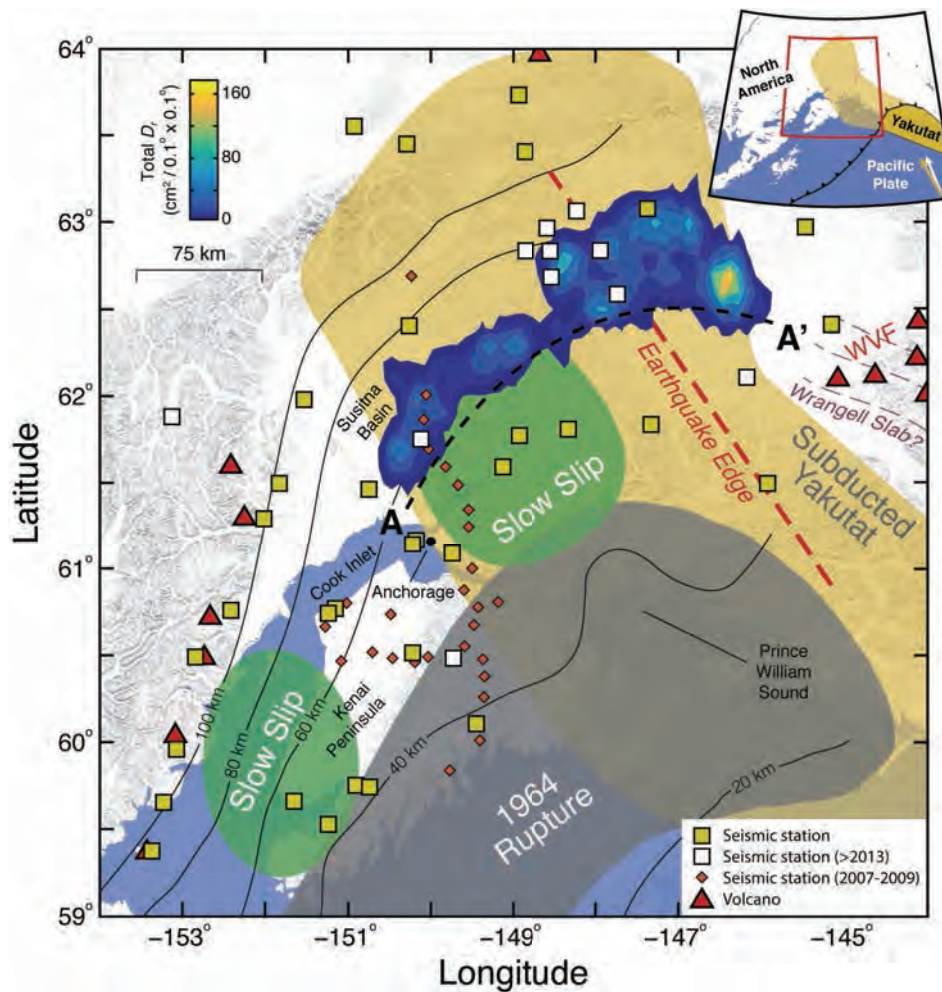 64°
63°
62°
61°
60°
59°
Latitude
−153°
−151°
−149°
−147°
−145°
Longitude
160
80
0
Total Dr
(cm² / 0.1° x 0.1°)
75 km
North
America
Yakutat
Pacific
Plate
A
A’
WVF
Wrangell Slab?
Susitna
Basin
Earthquake Edge
Subducted
Yakutat
Slow Slip
Cook Inlet
Anchorage
Prince
William
Sound
Kenai
Peninsula
Slow Slip
100 km
80 km
60 km
40 km
20 km
1964
Rupture
Seismic station
Seismic station (>2013)
Seismic station (2007-2009)
Volcano